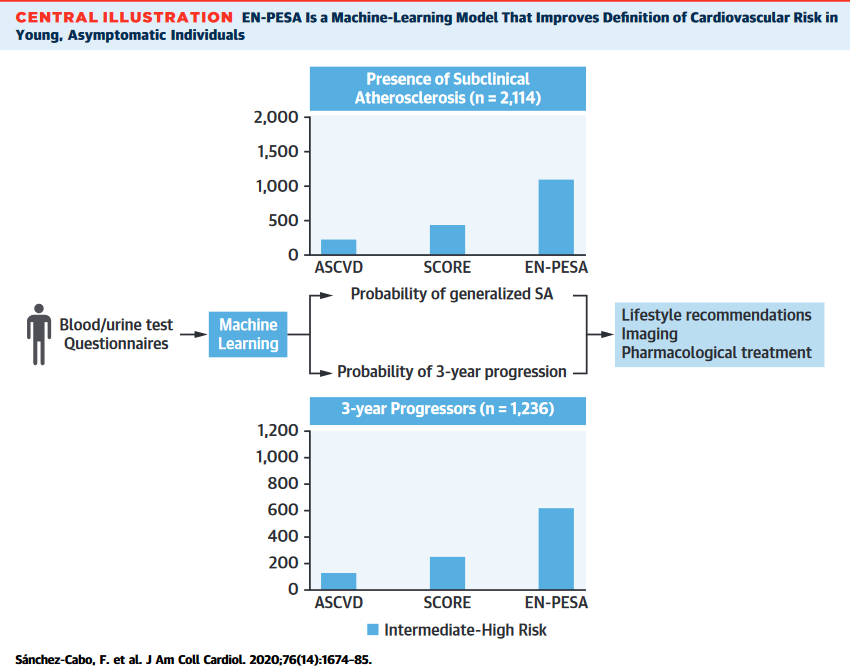 CENTRAL ILLUSTRATION EN-PESA Is a Machine-Learning Model That Improves Definition of Cardiovascular Risk in
Young, Asymptomatic Individuals
Presence of Subclinical
Atherosclerosis (n = 2,114)
2,000
1,500
1,000
500
0
ASCVD SCORE EN-PESA
Probability of generalized SA
Blood/urine test
Questionnaires
Machine
Learning
Lifestyle recommendations
Imaging
Pharmacological treatment
Probability of 3-year progression
3-year Progressors (n = 1,236)
1,200
1,000
800
600
400
200
0
ASCVD SCORE EN-PESA
Intermediate-High Risk
Sánchez-Cabo, F. et al. J Am Coll Cardiol. 2020;76(14):1674–85.